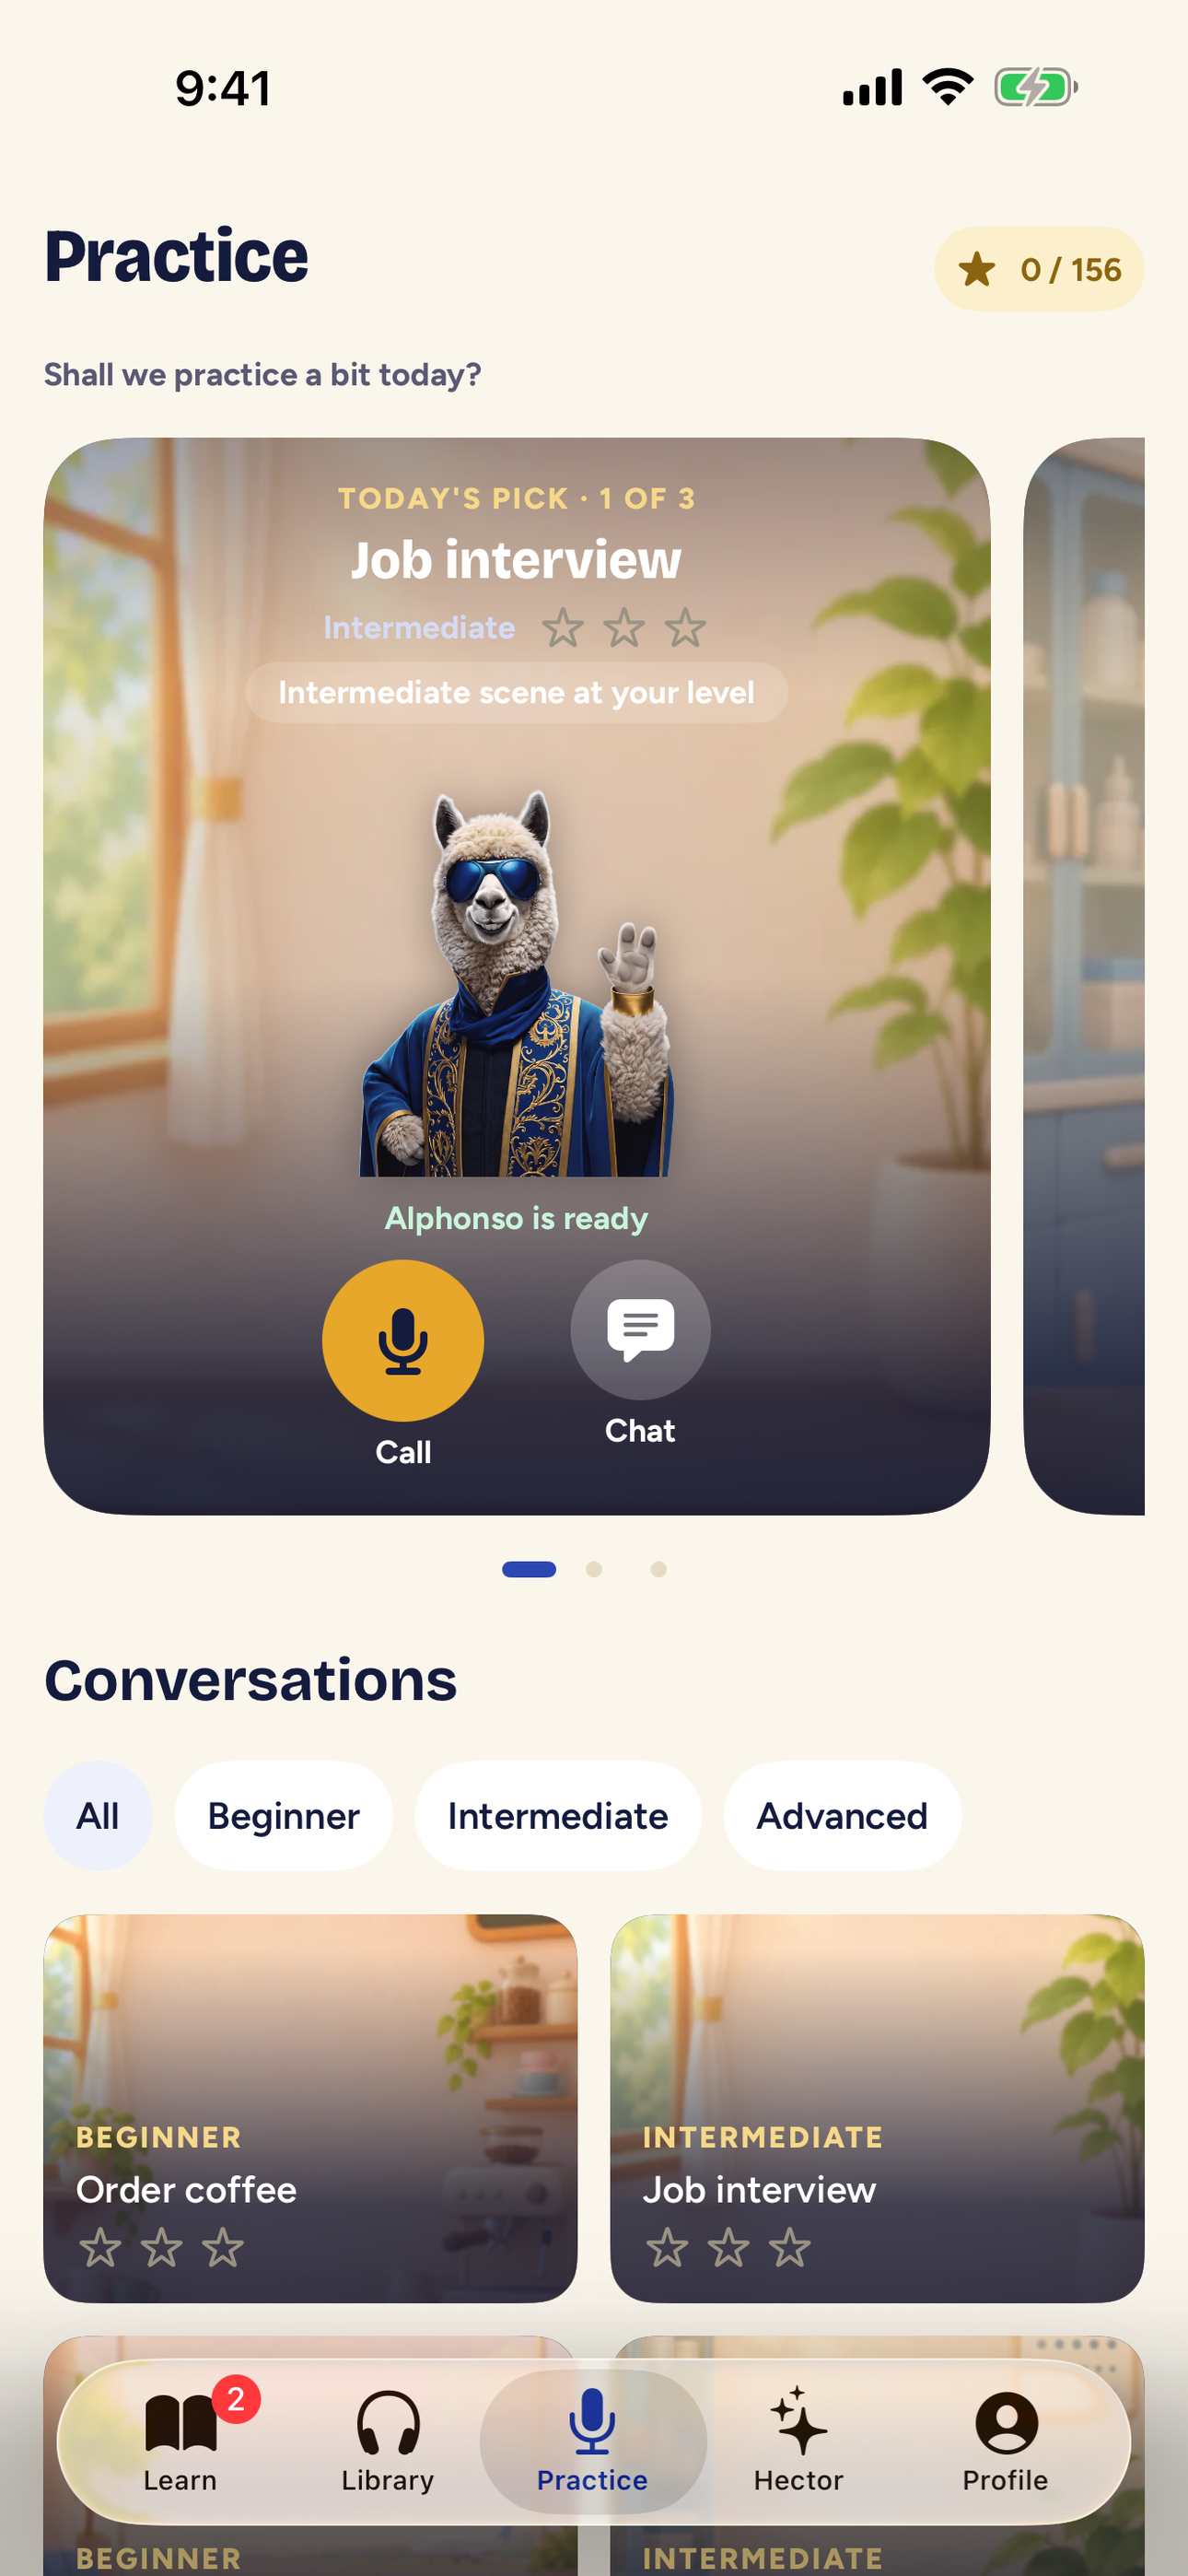 9:41
Practice
0 / 156
Shall we practice a bit today?
TODAY'S PICK · 1 OF 3
Job interview
Intermediate
Intermediate scene at your level
Alphonso is ready
Call
Chat
Conversations
All Beginner Intermediate Advanced
BEGINNER
Order coffee
INTERMEDIATE
Job interview
2
Learn Library Practice Hector Profile
BEGINNER
INTERMEDIATE